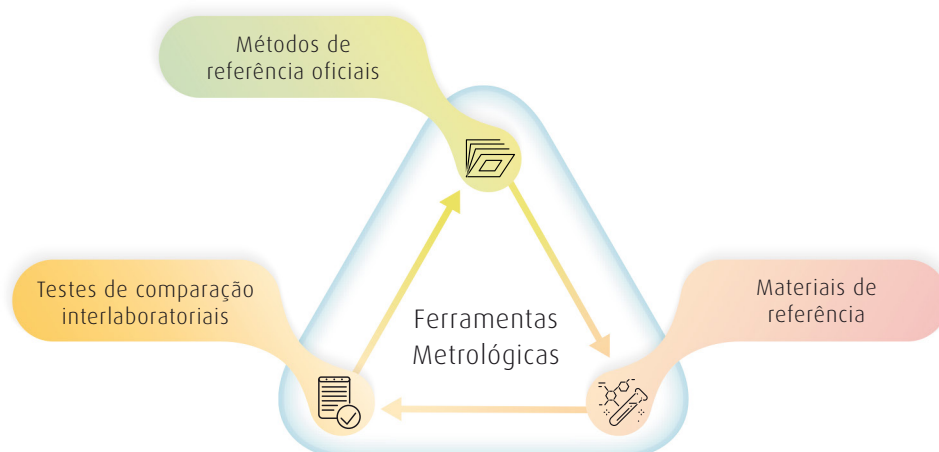 Métodos de
referência oficiais
Testes de comparação
interlaboratoriais
Materiais de
referência
Ferramentas
Metrológicas